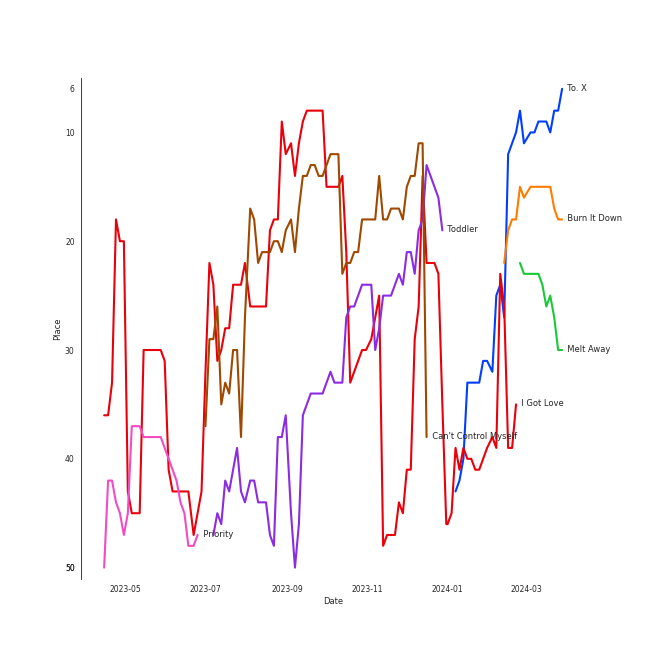 6
To. X
10
20
Burn It Down
Toddler
Place
30
Melt Away
I Got Love
40
Can't Control Myself
Priority
50
2023-05
2023-07
2023-09
2023-11
2024-01
2024-03
Date